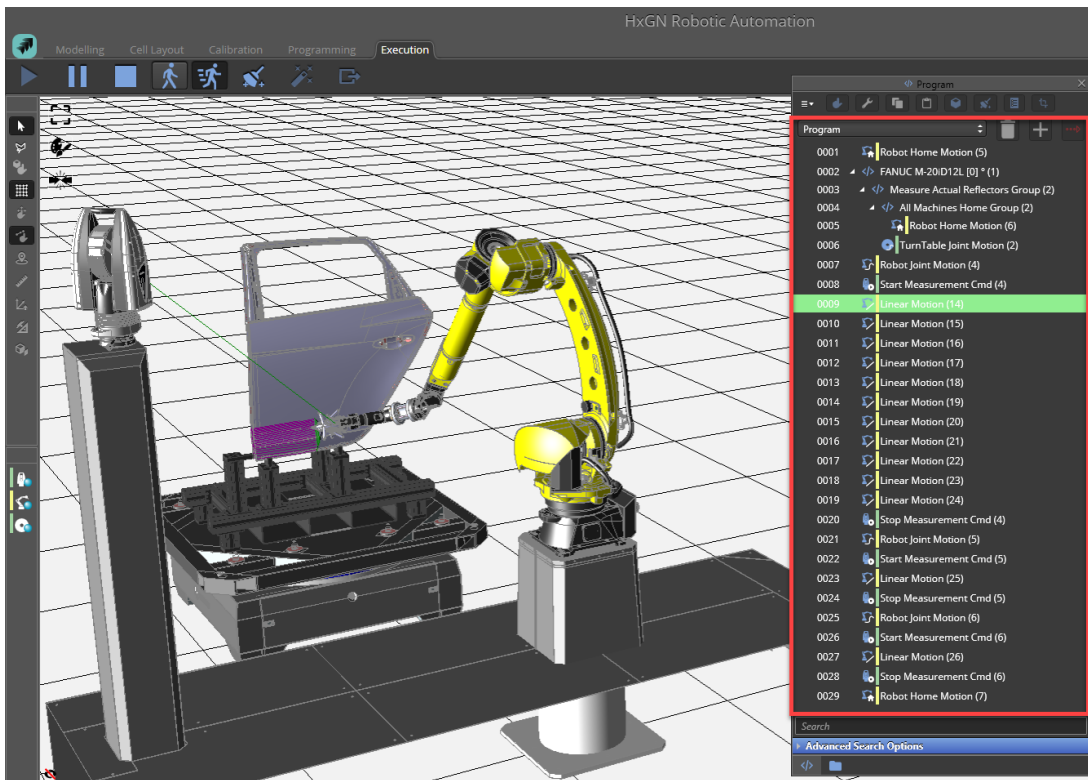 HxGN Robotic Automation
Modelling Cell Layout Calibration Programming Execution
</> Program
Program
0001 Robot Home Motion (5)
0002 </> FANUC M-20iD12L [0] * (1)
0003 </> Measure Actual Reflectors Group (2)
0004 </> All Machines Home Group (2)
0005 Robot Home Motion (6)
0006 TurnTable Joint Motion (2)
0007 Robot Joint Motion (4)
0008 Start Measurement Cmd (4)
0009 Linear Motion (14)
0010 Linear Motion (15)
0011 Linear Motion (16)
0012 Linear Motion (17)
0013 Linear Motion (18)
0014 Linear Motion (19)
0015 Linear Motion (20)
0016 Linear Motion (21)
0017 Linear Motion (22)
0018 Linear Motion (23)
0019 Linear Motion (24)
0020 Stop Measurement Cmd (4)
0021 Robot Joint Motion (5)
0022 Start Measurement Cmd (5)
0023 Linear Motion (25)
0024 Stop Measurement Cmd (5)
0025 Robot Joint Motion (6)
0026 Start Measurement Cmd (6)
0027 Linear Motion (26)
0028 Stop Measurement Cmd (6)
0029 Robot Home Motion (7)
Search
Advanced Search Options
</>